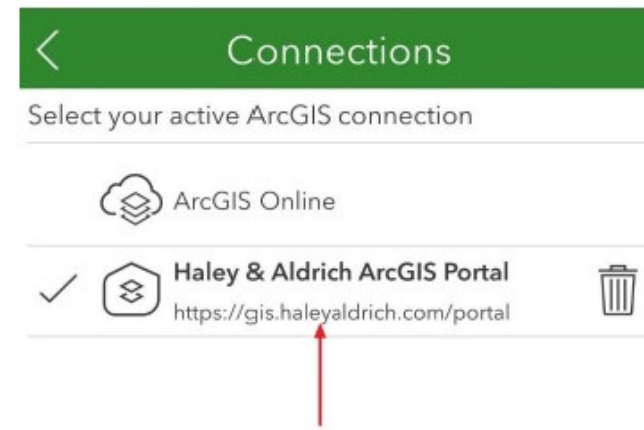 Connections
Select your active ArcGIS connection
ArcGIS Online
Haley & Aldrich ArcGIS Portal
https://gis.haleyaldrich.com/portal